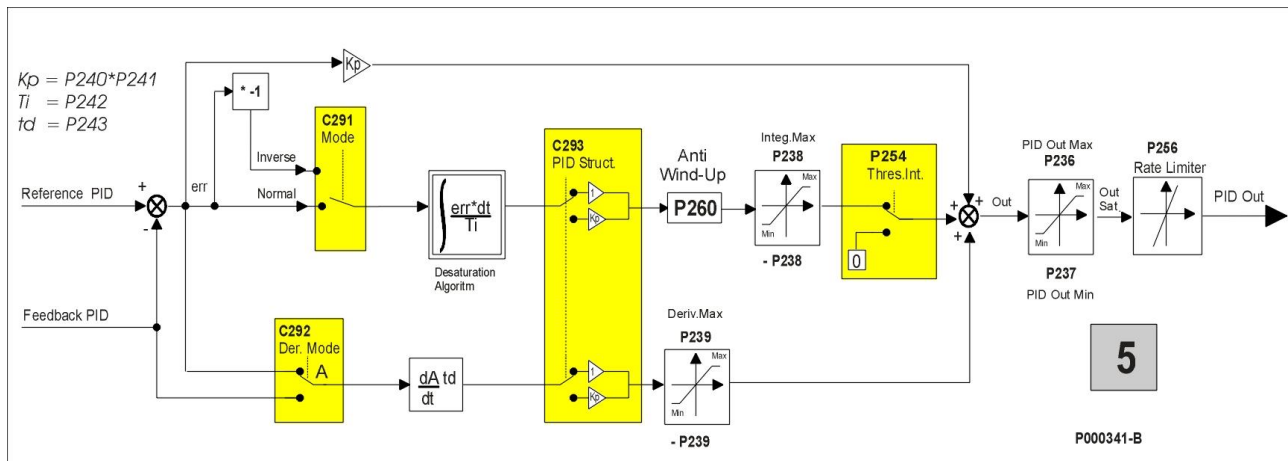 Kp = P240*P241
Ti = P242
td = P243
Kp
* -1
C291
Mode
Inverse
Normal
Reference PID
+
-
err
∫ err*dt
Ti
Desaturation
Algoritm
C293
PID Struct.
1
Kp
Anti
Wind-Up
P260
Integ.Max
P238
Max
Min
- P238
P254
Thres.Int.
0
+
+
+
Out
PID Out Max
P236
Max
Min
P237
PID Out Min
Out
Sat
P256
Rate Limiter
PID Out
Feedback PID
C292
Der. Mode
A
dA td
dt
1
Kp
Deriv.Max
P239
Max
Min
- P239
5
P000341-B